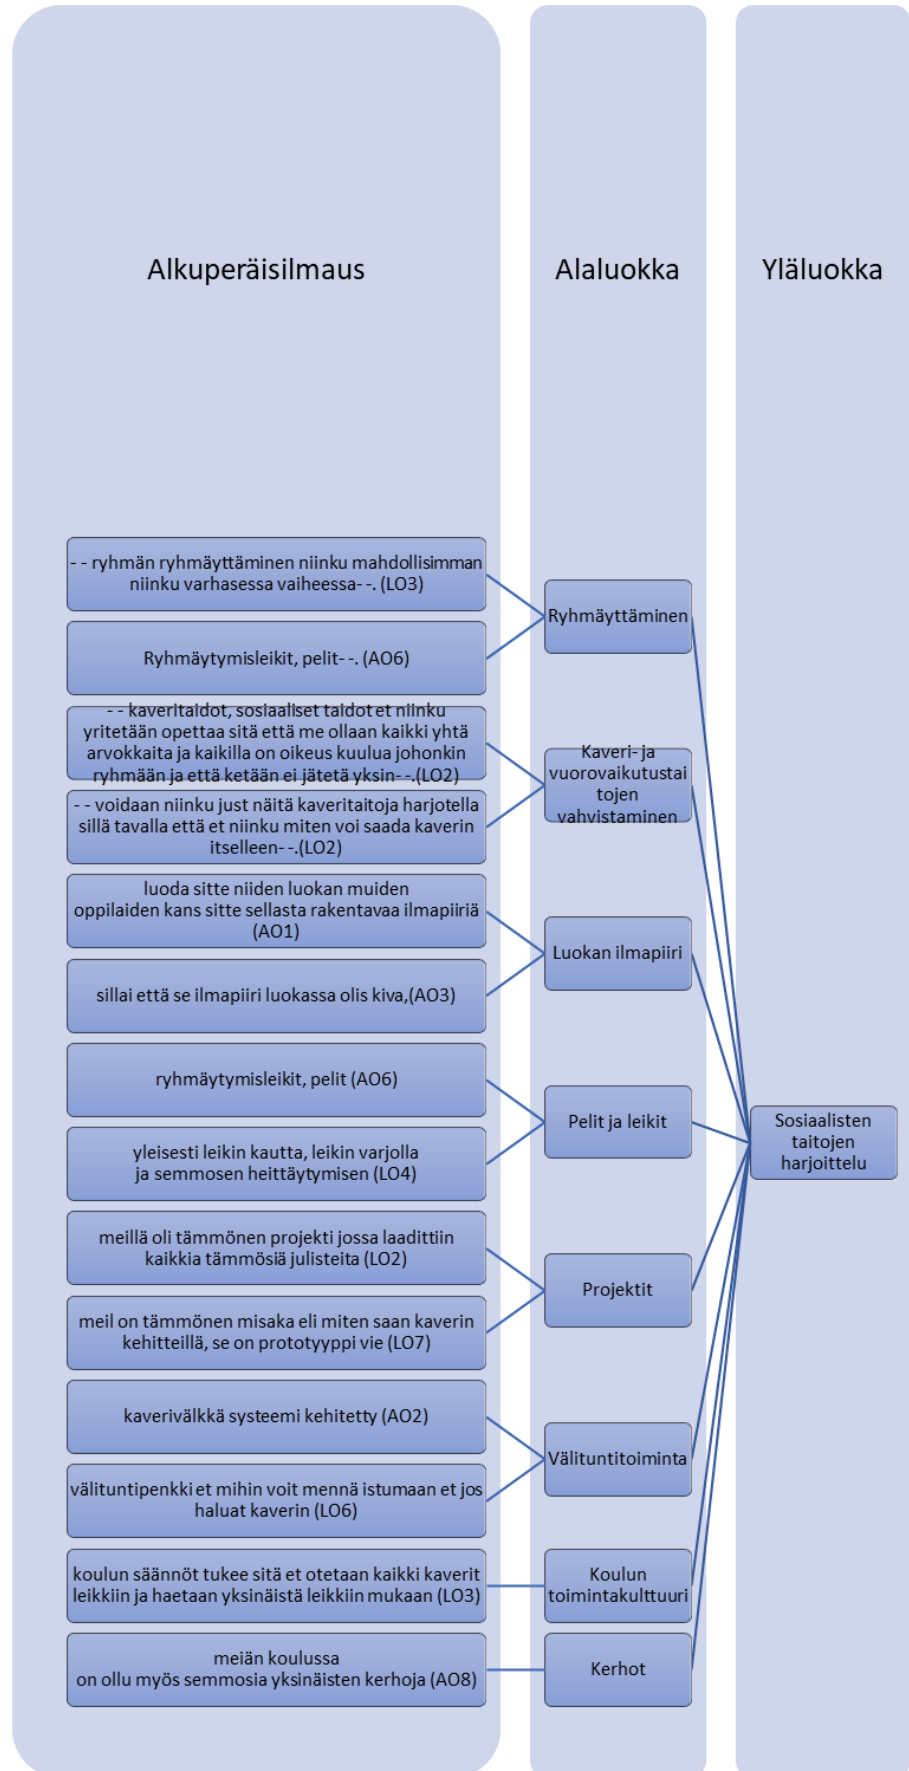 Alkuperäisilmaus
Alaluokka
Yläluokka
- - ryhmän ryhmäyttäminen niinku mahdollisimman
niinku varhasessa vaiheessa- -. (LO3)
Ryhmäytymisleikit, pelit- -. (AO6)
Ryhmäyttäminen
- - kaveritaidot, sosiaaliset taidot et niinku
yritetään opettaa sitä että me ollaan kaikki yhtä
arvokkaita ja kaikilla on oikeus kuulua johonkin
ryhmään ja että ketään ei jätetä yksin- -.(LO2)
- - voidaan niinku just näitä kaveritaitoja harjotella
sillä tavalla että et niinku miten voi saada kaverin
itselleen- -.(LO2)
Kaveri- ja
vuorovaikutustai
tojen
vahvistaminen
luoda sitte niiden luokan muiden
oppilaiden kans sitte sellasta rakentavaa ilmapiiriä
(AO1)
sillai että se ilmapiiri luokassa olis kiva,(AO3)
Luokan ilmapiiri
ryhmäytymisleikit, pelit (AO6)
yleisesti leikin kautta, leikin varjolla
ja semmosen heittäytymisen (LO4)
Pelit ja leikit
Sosiaalisten
taitojen
harjoittelu
meillä oli tämmönen projekti jossa laadittiin
kaikkia tämmösiä julisteita (LO2)
meil on tämmönen misaka eli miten saan kaverin
kehitteillä, se on prototyyppi vie (LO7)
Projektit
kaverivälkkä systeemi kehitetty (AO2)
välituntipenkki et mihin voit mennä istumaan et jos
haluat kaverin (LO6)
Välituntitoiminta
koulun säännöt tukee sitä et otetaan kaikki kaverit
leikkiin ja haetaan yksinäistä leikkiin mukaan (LO3)
Koulun
toimintakulttuuri
meiän koulussa
on ollu myös semmosia yksinäisten kerhoja (AO8)
Kerhot